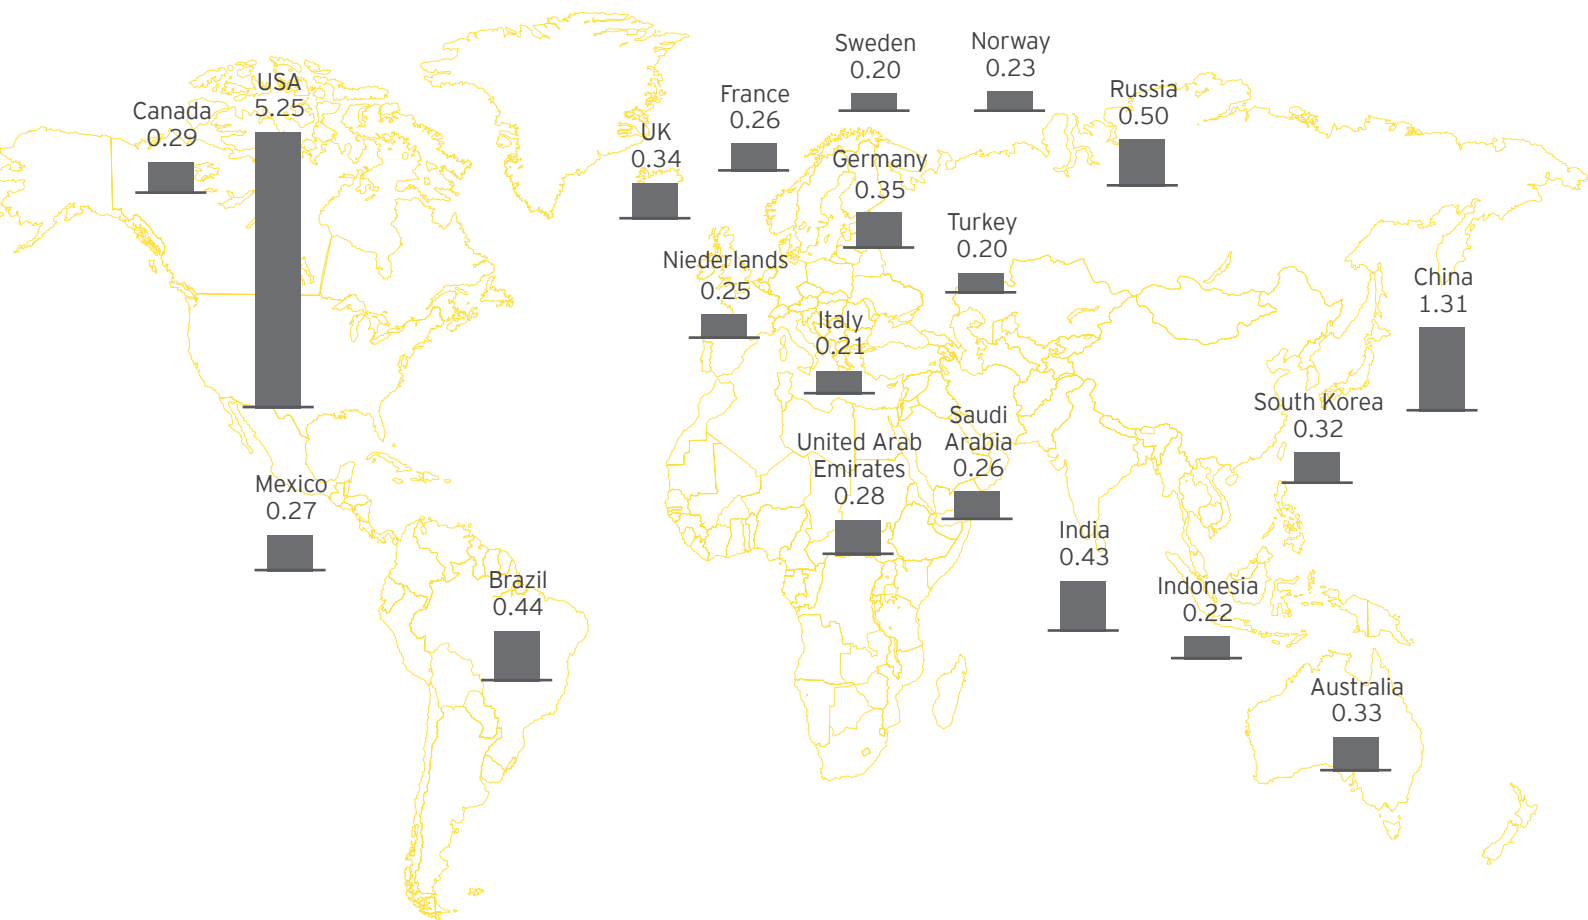 Sweden
0.20
Norway
0.23
USA
5.25
Canada
0.29
France
0.26
Russia
0.50
UK
0.34
Germany
0.35
Turkey
0.20
Niederlands
0.25
China
1.31
Italy
0.21
South Korea
0.32
Saudi
Arabia
0.26
United Arab
Emirates
0.28
Mexico
0.27
India
0.43
Brazil
0.44
Indonesia
0.22
Australia
0.33